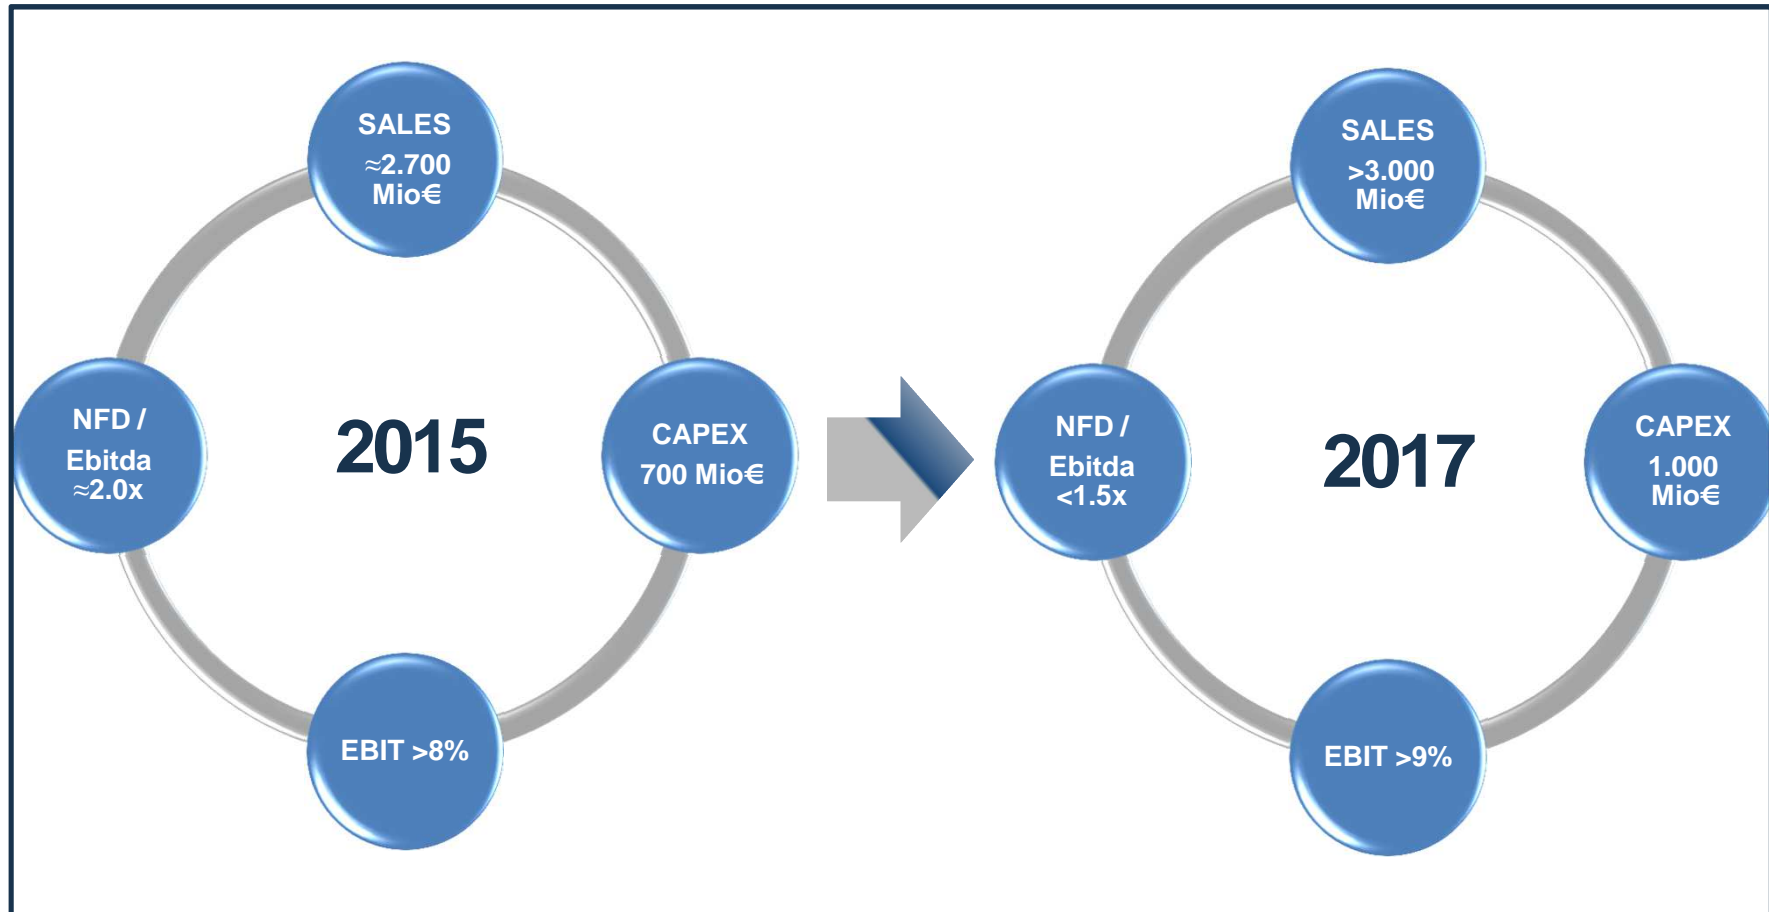 SALES
≈2.700
Mio€
NFD /
Ebitda
≈2.0x
2015
CAPEX
700 Mio€
EBIT >8%
SALES
>3.000
Mio€
NFD /
Ebitda
<1.5x
2017
CAPEX
1.000
Mio€
EBIT >9%